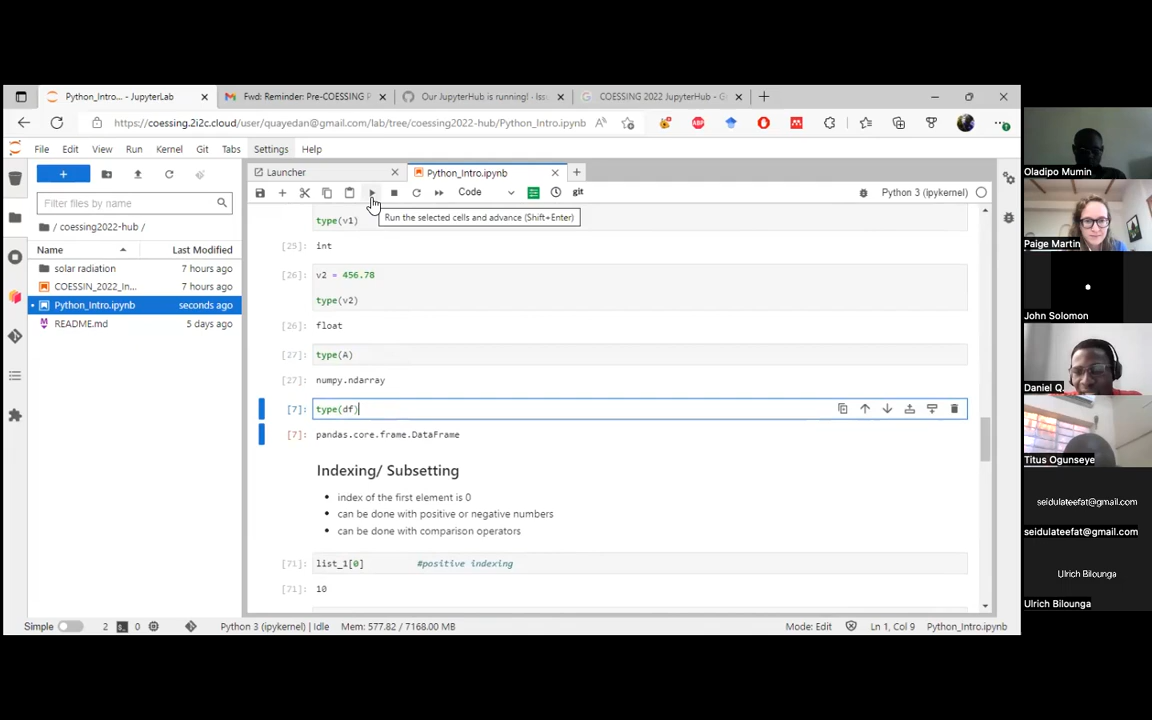 Python_Intro... - JupyterLab
Fwd: Reminder: Pre-COESSING P
Our JupyterHub is running! - Iss
COESSING 2022 JupyterHub - G
https://coessing.2i2c.cloud/user/quayedan@gmail.com/lab/tree/coessing2022-hub/Python_Intro.ipynb
ABP
File Edit View Run Kernel Git Tabs Settings Help
Launcher
Python_Intro.ipynb
Code
git
Python 3 (ipykernel)
Run the selected cells and advance (Shift+Enter)
Filter files by name
/ coessing2022-hub /
Name Last Modified
solar radiation 7 hours ago
COESSIN_2022_In... 7 hours ago
Python_Intro.ipynb seconds ago
README.md 5 days ago
type(v1)
[25]: int
[26]: v2 = 456.78
type(v2)
[26]: float
[27]: type(A)
[27]: numpy.ndarray
[7]: type(df)
[7]: pandas.core.frame.DataFrame
Indexing/ Subsetting
index of the first element is 0
can be done with positive or negative numbers
can be done with comparison operators
[71]: list_1[0] #positive indexing
[71]: 10
Simple 2 0 Python 3 (ipykernel) | Idle Mem: 577.82 / 7168.00 MB Mode: Edit Ln 1, Col 9 Python_Intro.ipynb
Oladipo Mumin
Paige Martin
John Solomon
Daniel Q.
Titus Ogunseye
seidulateefat@gmail.com
seidulateefat@gmail.com
Ulrich Bilounga
Ulrich Bilounga